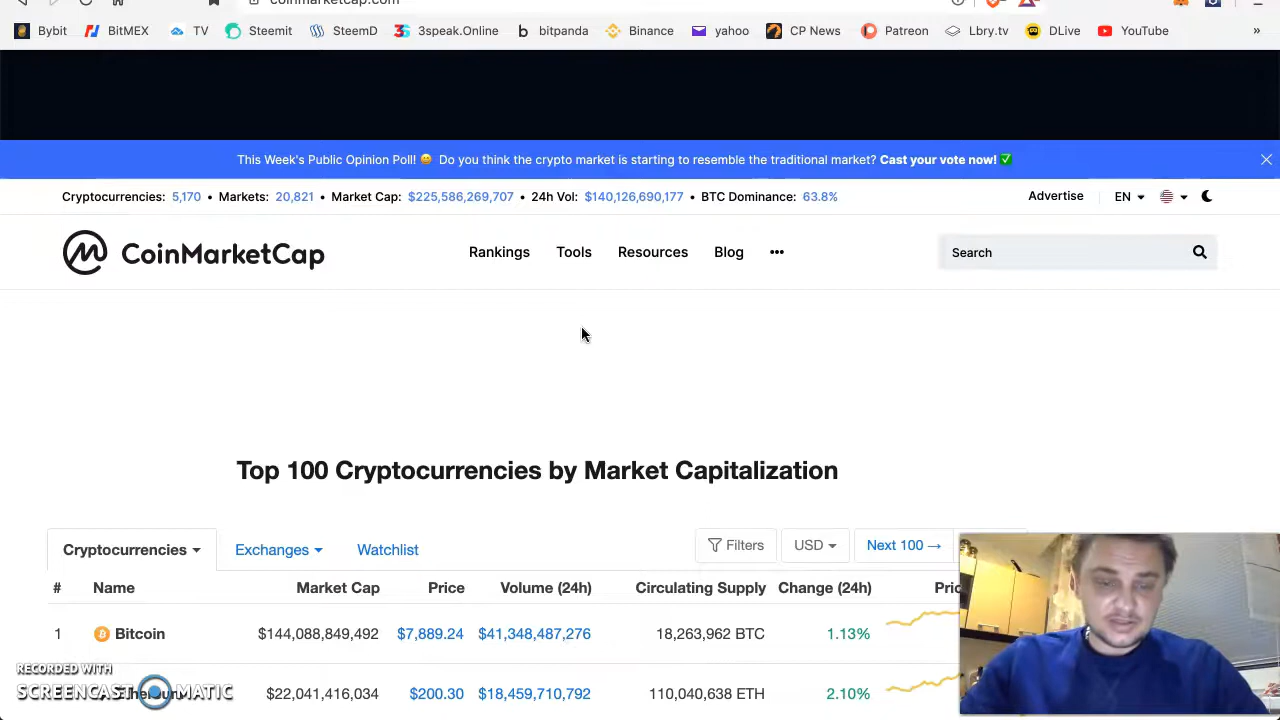 coinmarketcap.com
Bybit BitMEX TV Steemit SteemD 3speak.Online bitpanda Binance yahoo CP News Patreon Lbry.tv DLive YouTube »
This Week's Public Opinion Poll! 😀 Do you think the crypto market is starting to resemble the traditional market? Cast your vote now! ✅
Cryptocurrencies: 5,170 • Markets: 20,821 • Market Cap: $225,586,269,707 • 24h Vol: $140,126,690,177 • BTC Dominance: 63.8% Advertise EN
CoinMarketCap Rankings Tools Resources Blog ••• Search
Top 100 Cryptocurrencies by Market Capitalization
Cryptocurrencies Exchanges Watchlist Filters USD Next 100 →
# Name Market Cap Price Volume (24h) Circulating Supply Change (24h) Pric
1 Bitcoin $144,088,849,492 $7,889.24 $41,348,487,276 18,263,962 BTC 1.13%
RECORDED WITH
SCREENCAST MATIC
Ethereum $22,041,416,034 $200.30 $18,459,710,792 110,040,638 ETH 2.10%